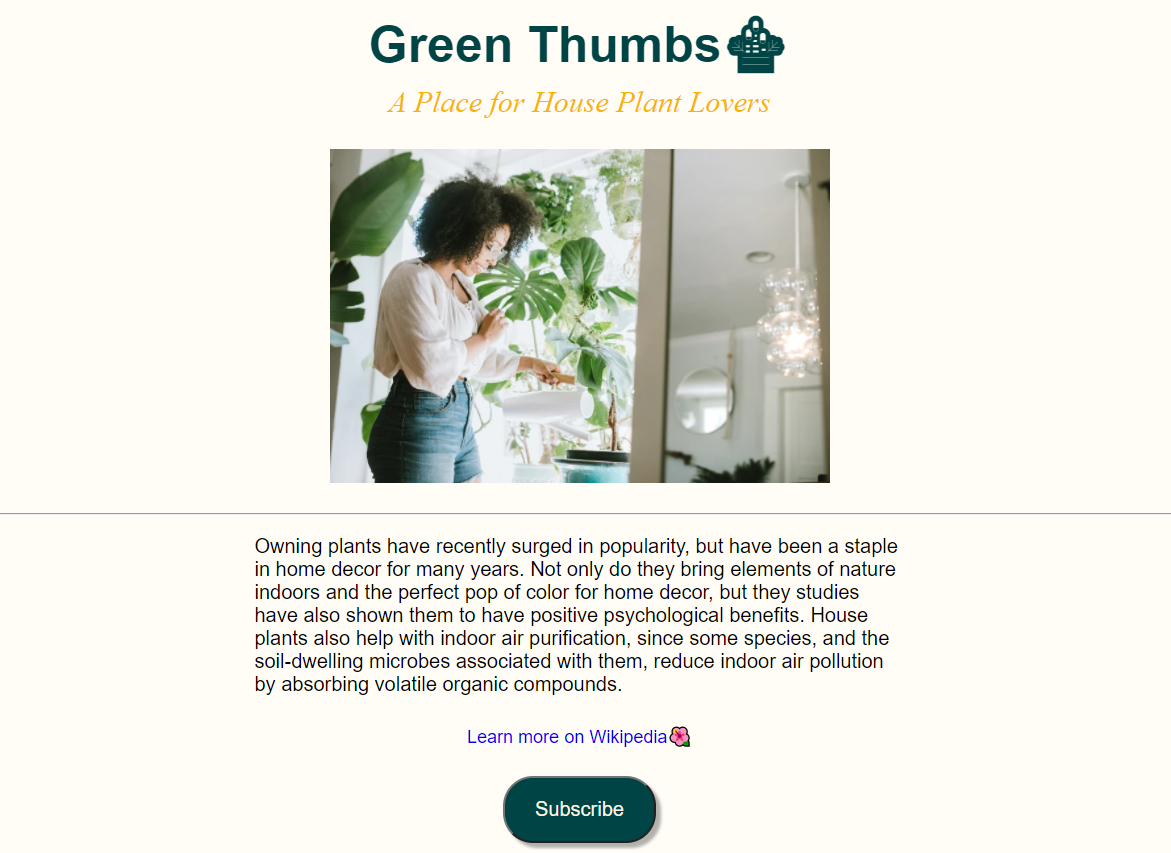 Green Thumbs
A Place for House Plant Lovers
Owning plants have recently surged in popularity, but have been a staple
in home decor for many years. Not only do they bring elements of nature
indoors and the perfect pop of color for home decor, but they studies
have also shown them to have positive psychological benefits. House
plants also help with indoor air purification, since some species, and the
soil-dwelling microbes associated with them, reduce indoor air pollution
by absorbing volatile organic compounds.
Learn more on Wikipedia🌺
Subscribe